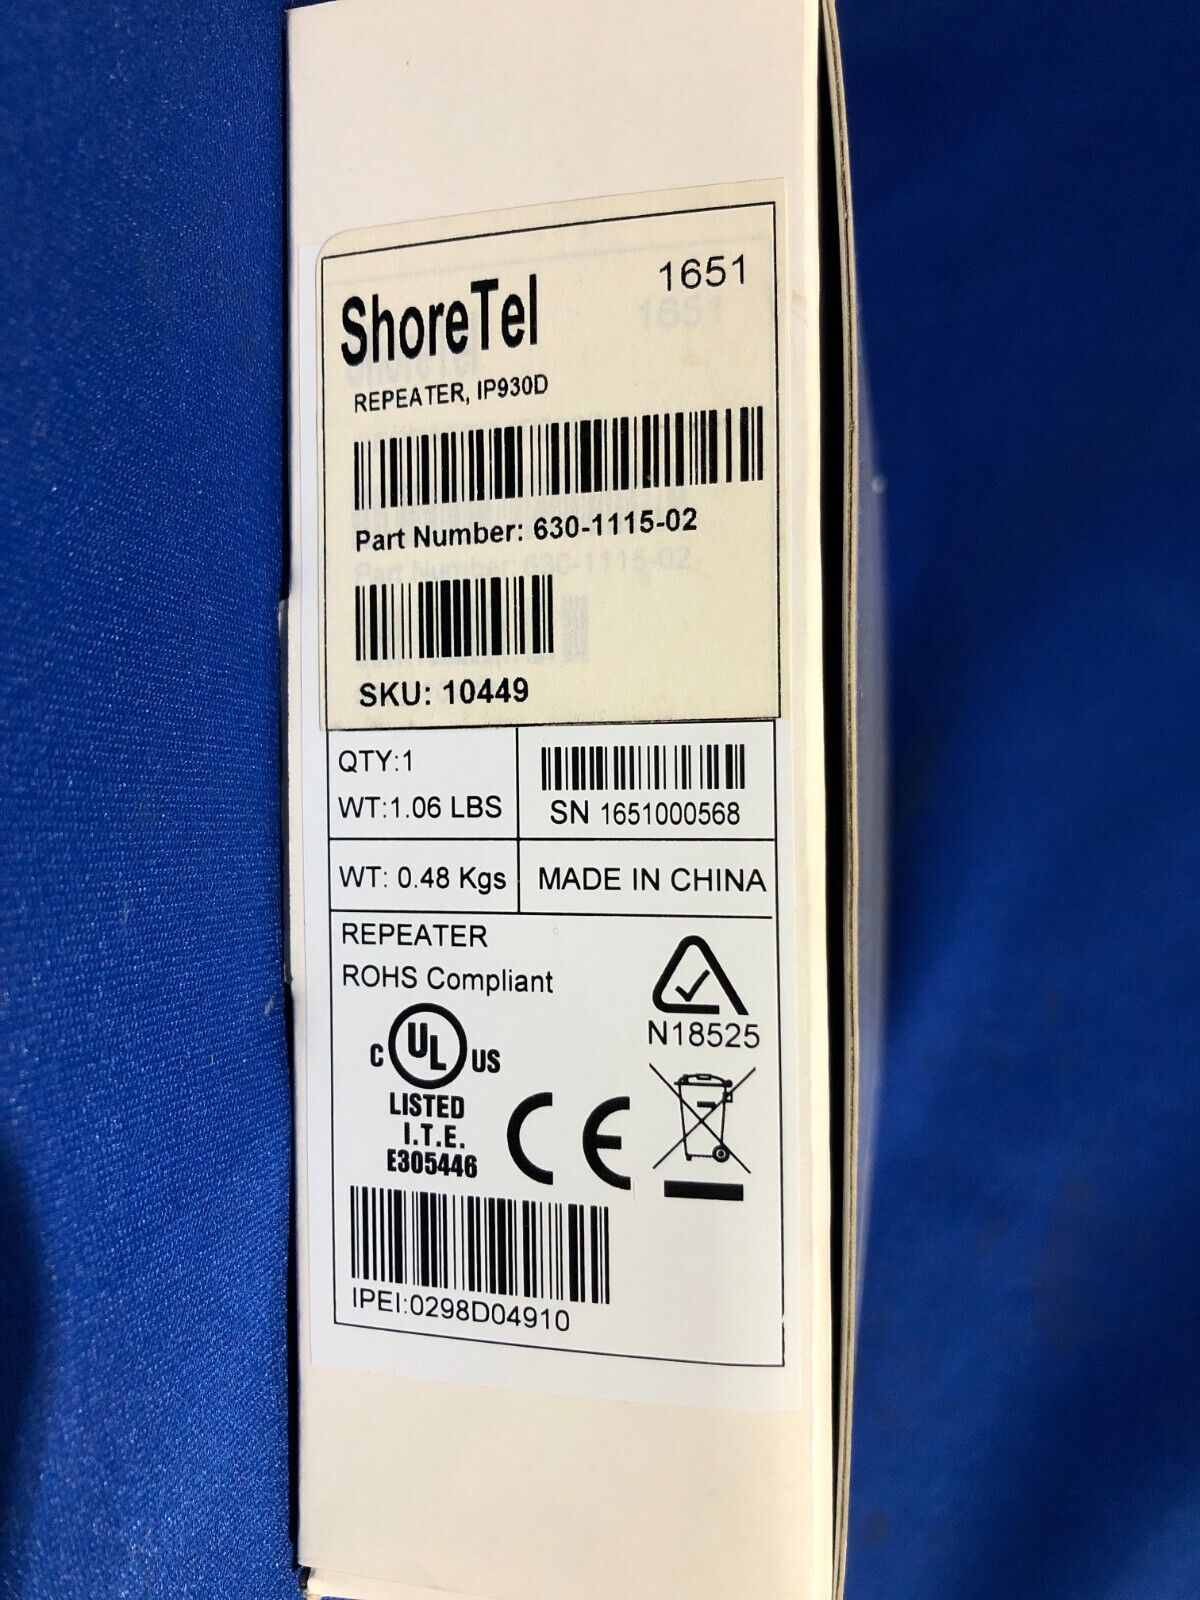 ShoreTel 1651
REPEATER, IP930D
Part Number: 630-1115-02
SKU: 10449
QTY:1
WT:1.06 LBS
SN 1651000568
WT: 0.48 Kgs
MADE IN CHINA
REPEATER
ROHS Compliant
N18525
C UL US
LISTED
I.T.E.
E305446
CE
IPEI:0298D04910